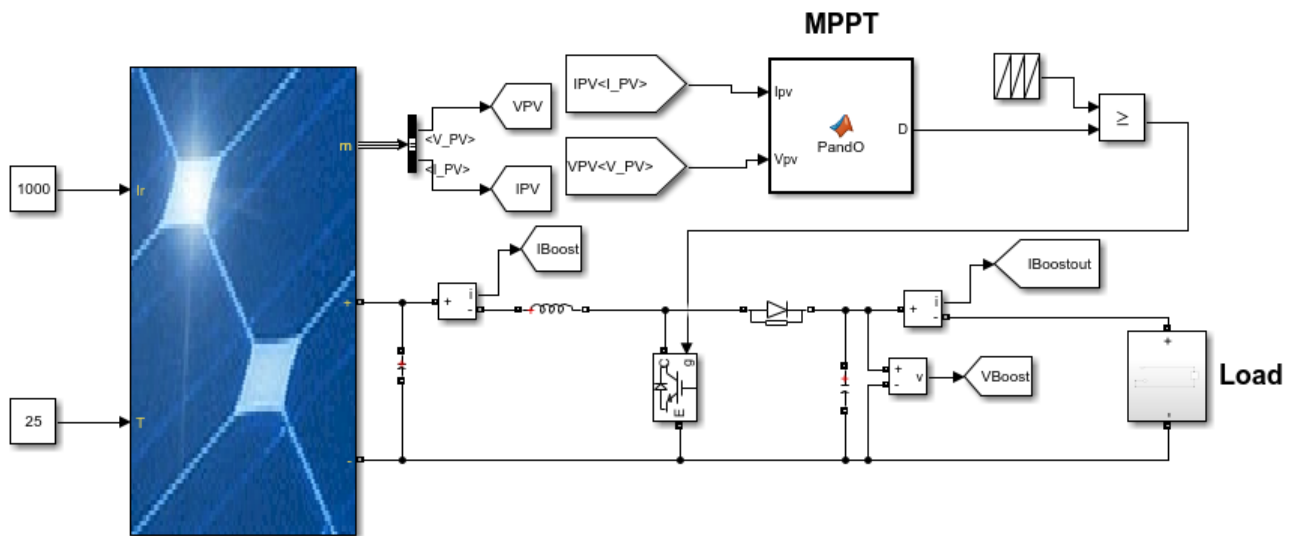 MPPT
1000
25
Ir
T
m
+
-
<V_PV>
<I_PV>
VPV
IPV
IPV<I_PV>
VPV<V_PV>
Ipv
Vpv
D
PandO
≥
IBoost
+
i
-
g
C
E
IBoostout
+
i
-
+
-
v
VBoost
+
-
Load